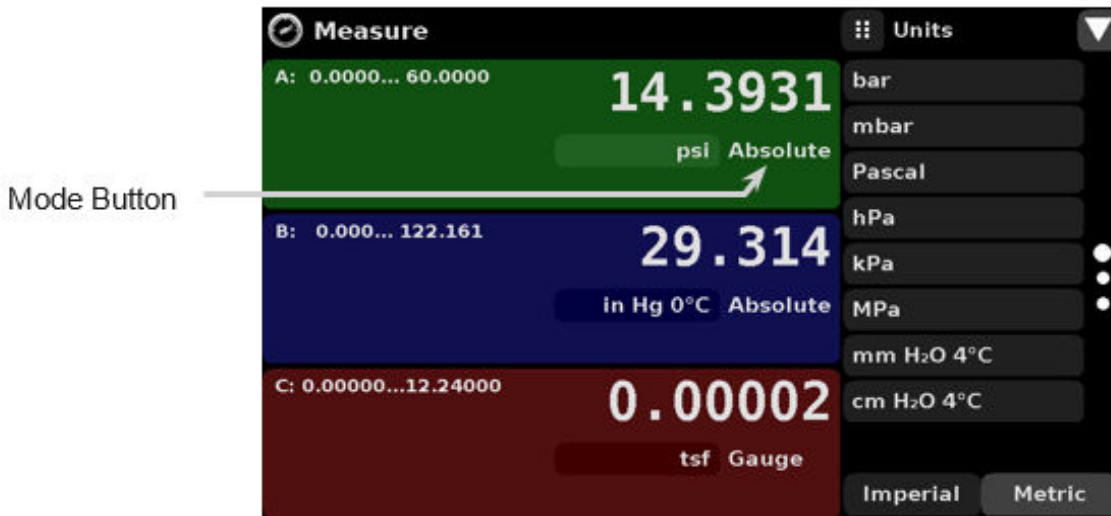 Measure
A: 0.0000... 60.0000
14.3931
psi Absolute
Mode Button
B: 0.000... 122.161
29.314
in Hg 0°C Absolute
C: 0.00000...12.24000
0.00002
tsf Gauge
Units
bar
mbar
Pascal
hPa
kPa
MPa
mm H₂O 4°C
cm H₂O 4°C
Imperial Metric